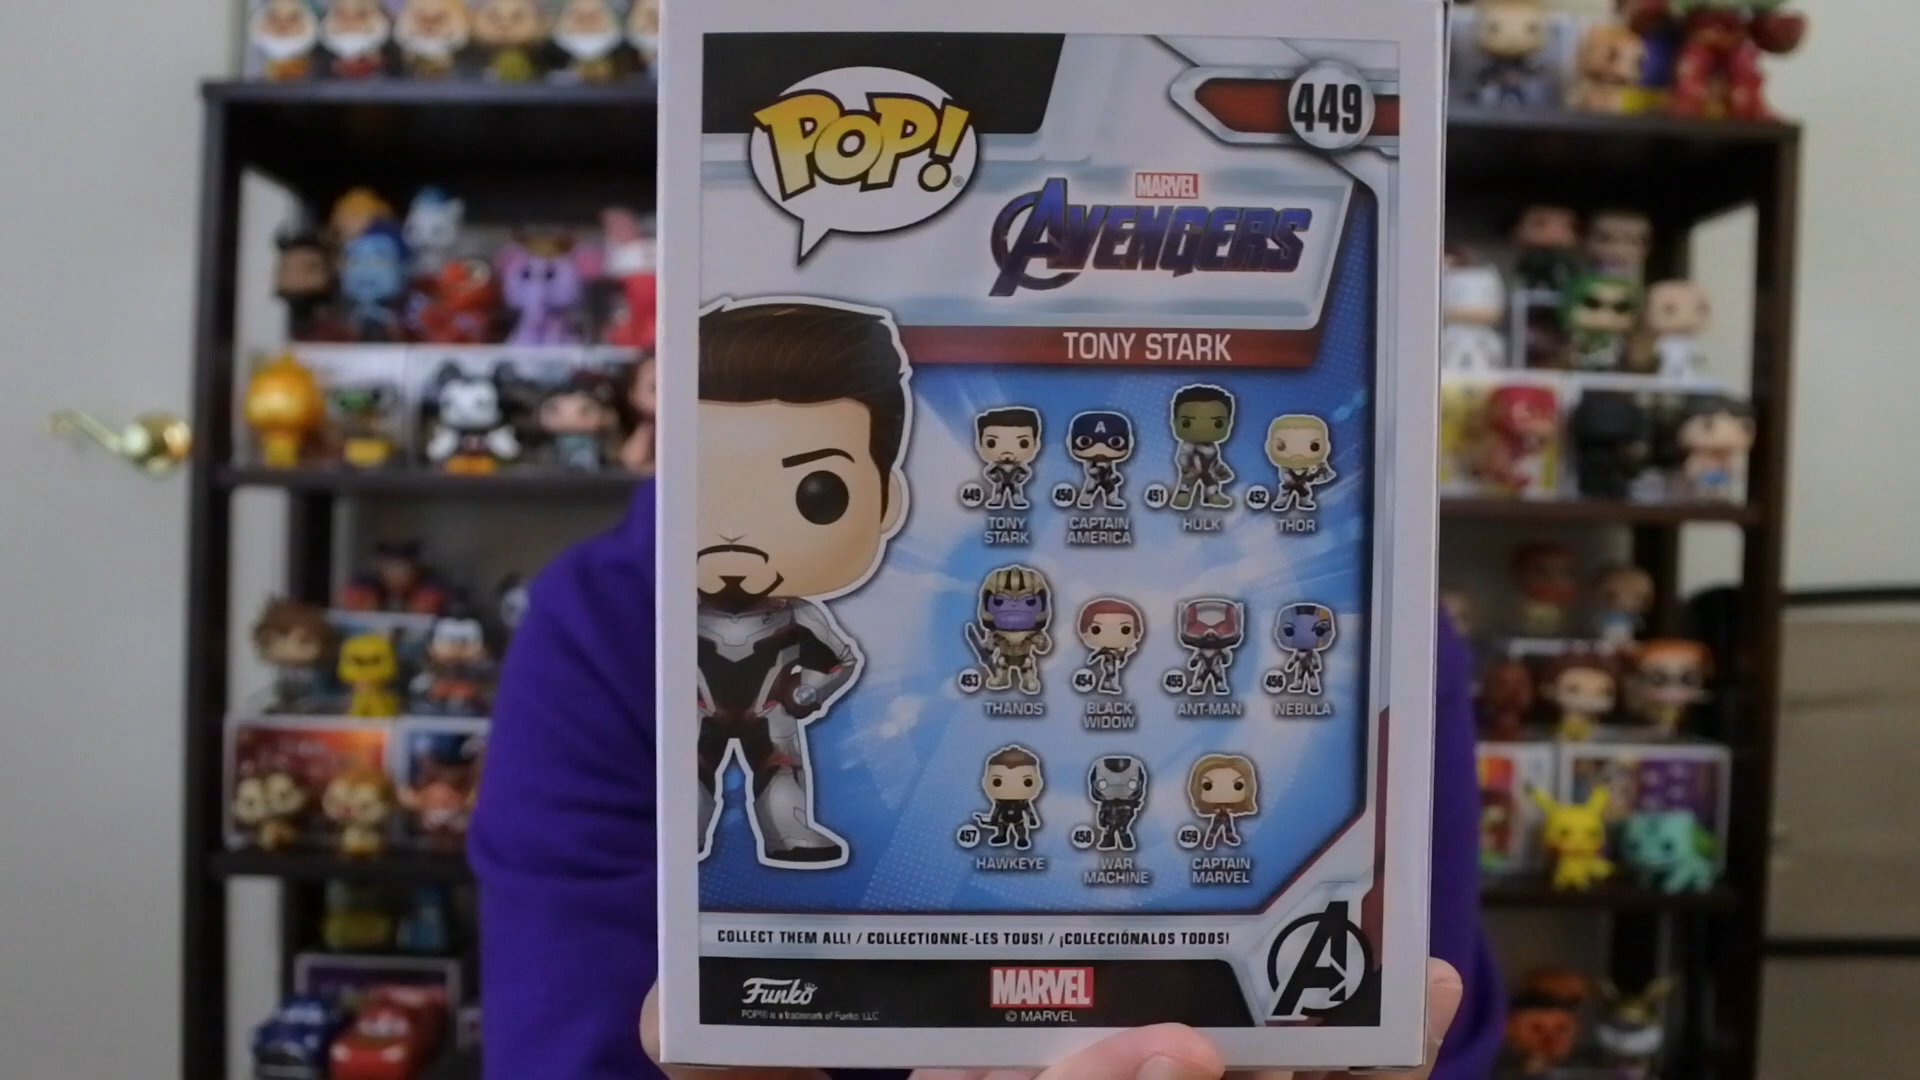 POP!
449
MARVEL
AVENGERS
TONY STARK
449
450
451
452
TONY
STARK
CAPTAIN
AMERICA
HULK
THOR
453
454
455
456
THANOS
BLACK
WIDOW
ANT-MAN
NEBULA
457
458
459
HAWKEYE
WAR
MACHINE
CAPTAIN
MARVEL
COLLECT THEM ALL! / COLLECTIONNE-LES TOUS! / ¡COLECCIÓNALOS TODOS!
Funko
POP!® is a trademark of Funko, LLC
MARVEL
© MARVEL